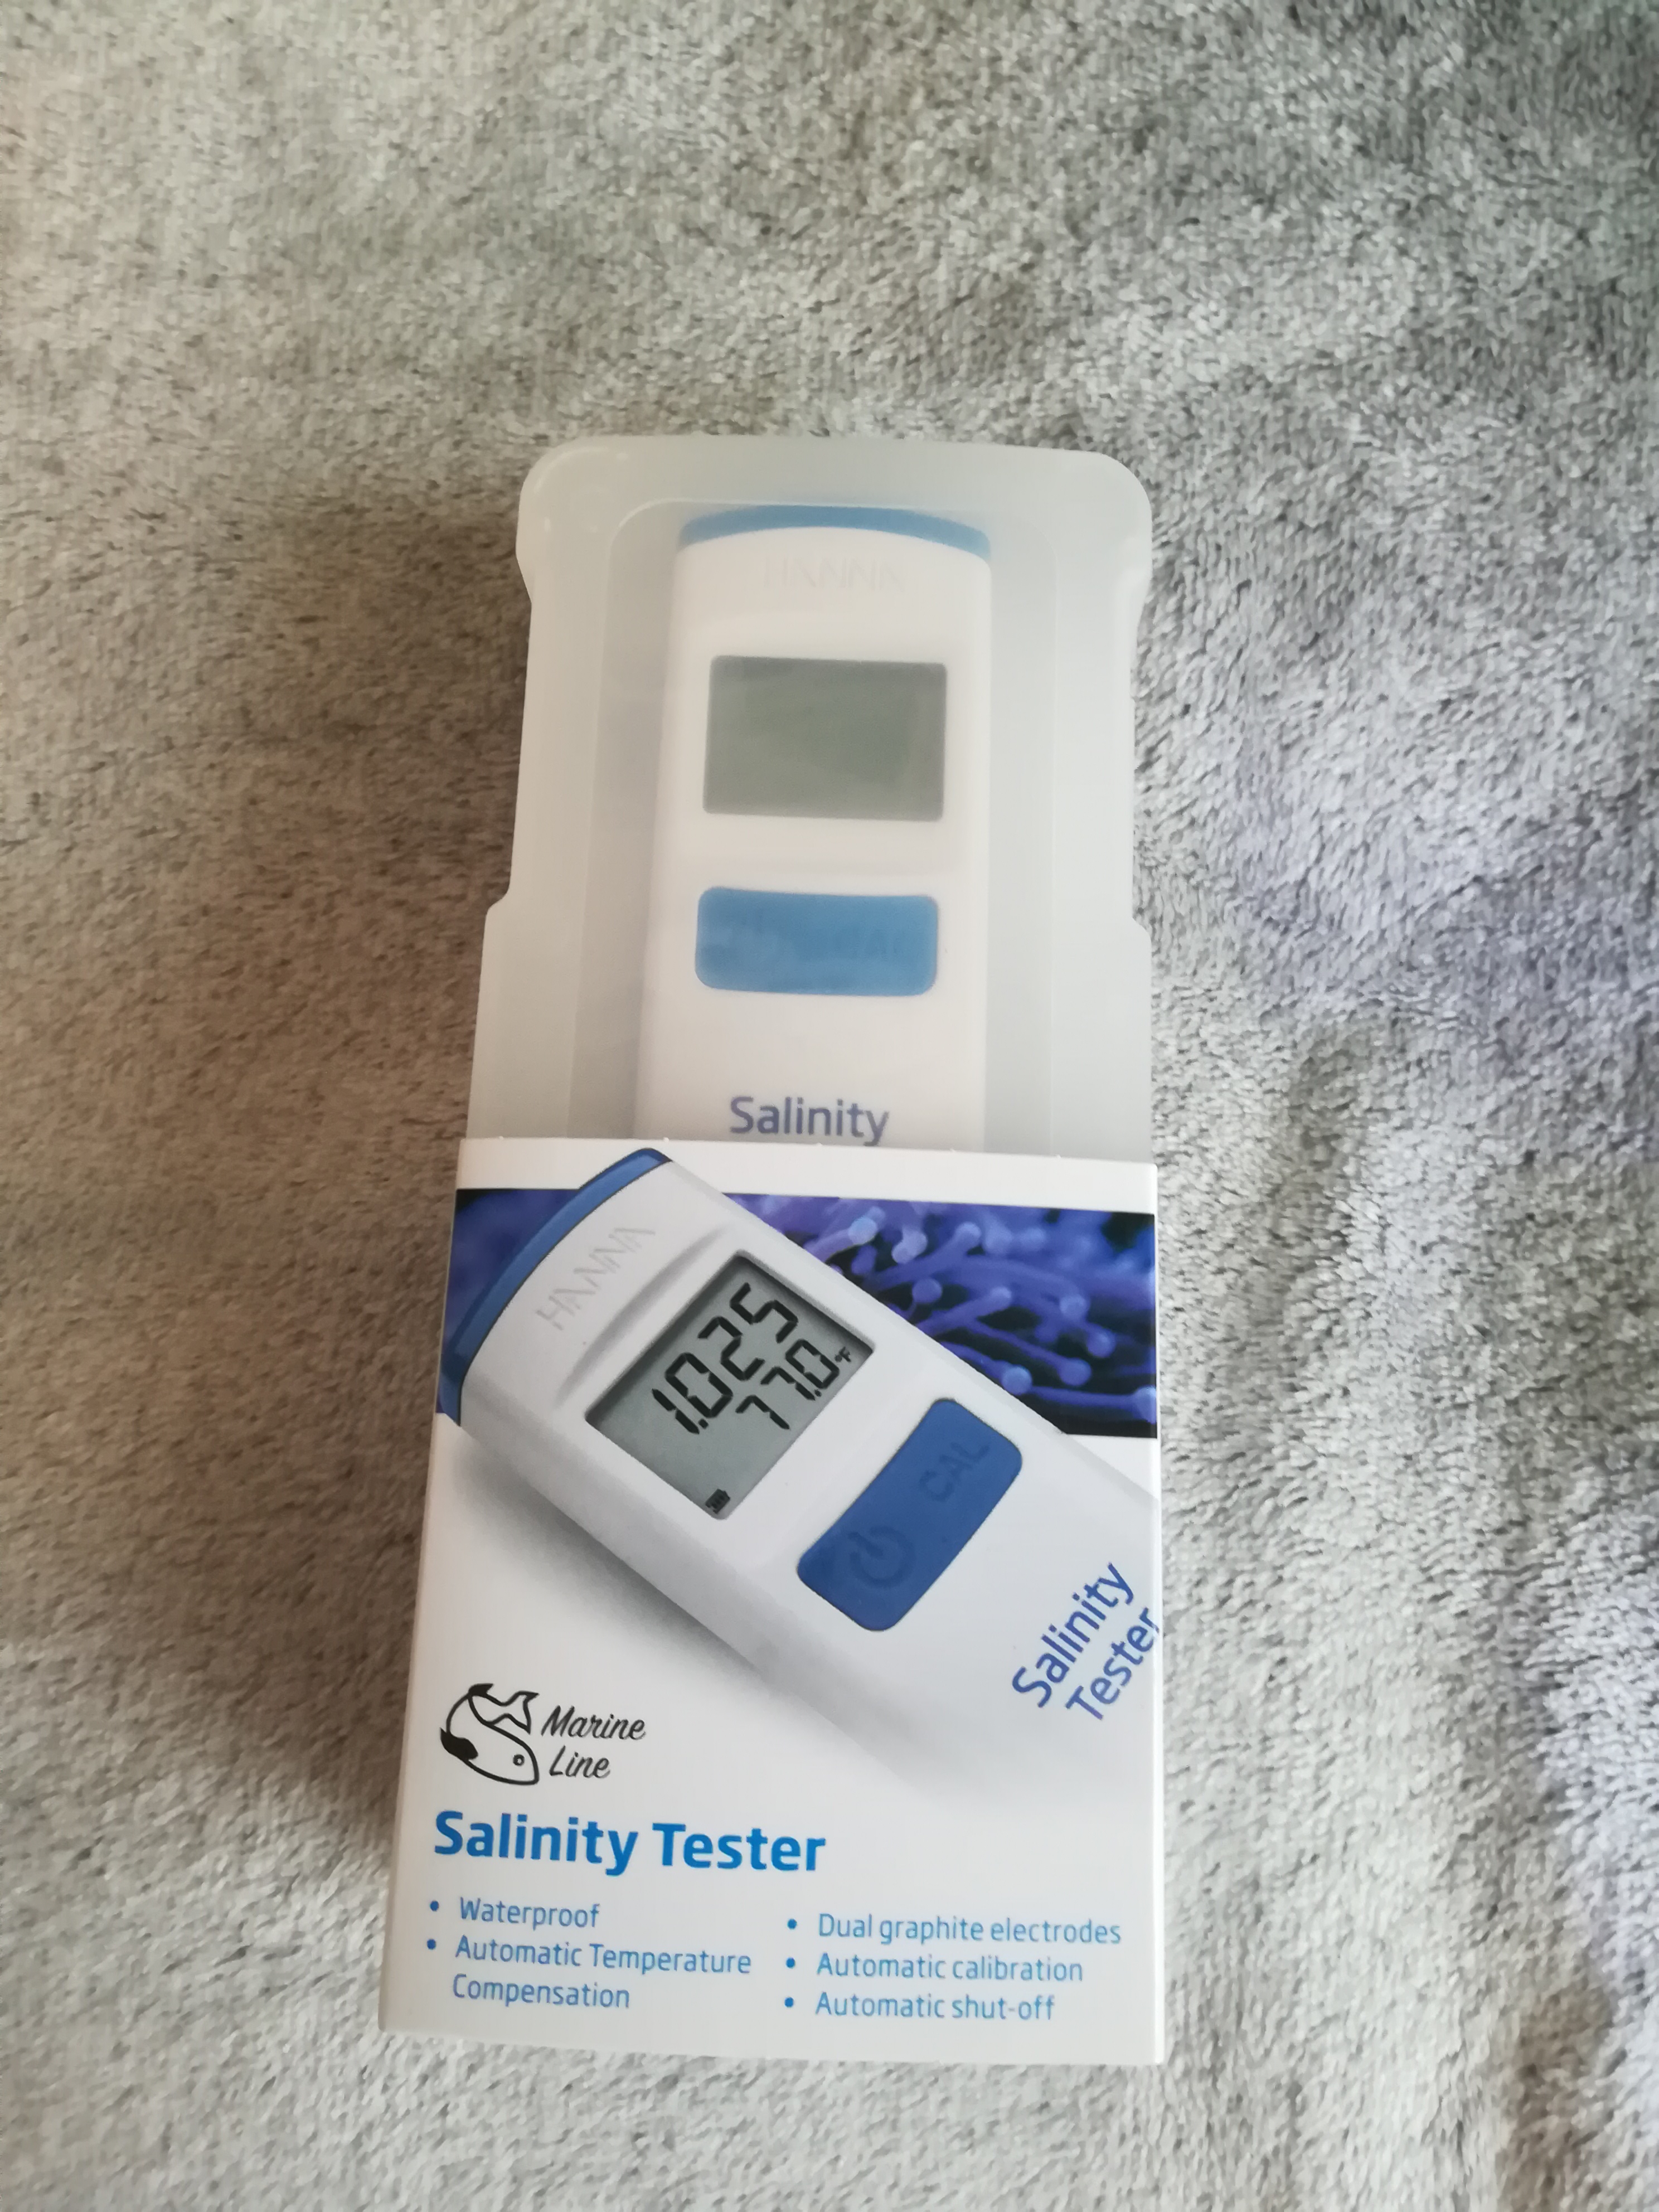 HANNA
CAL
Salinity
HANNA
1.025
77.0°F
CAL
Salinity
Tester
Marine
Line
Salinity Tester
• Waterproof
• Automatic Temperature
Compensation
• Dual graphite electrodes
• Automatic calibration
• Automatic shut-off